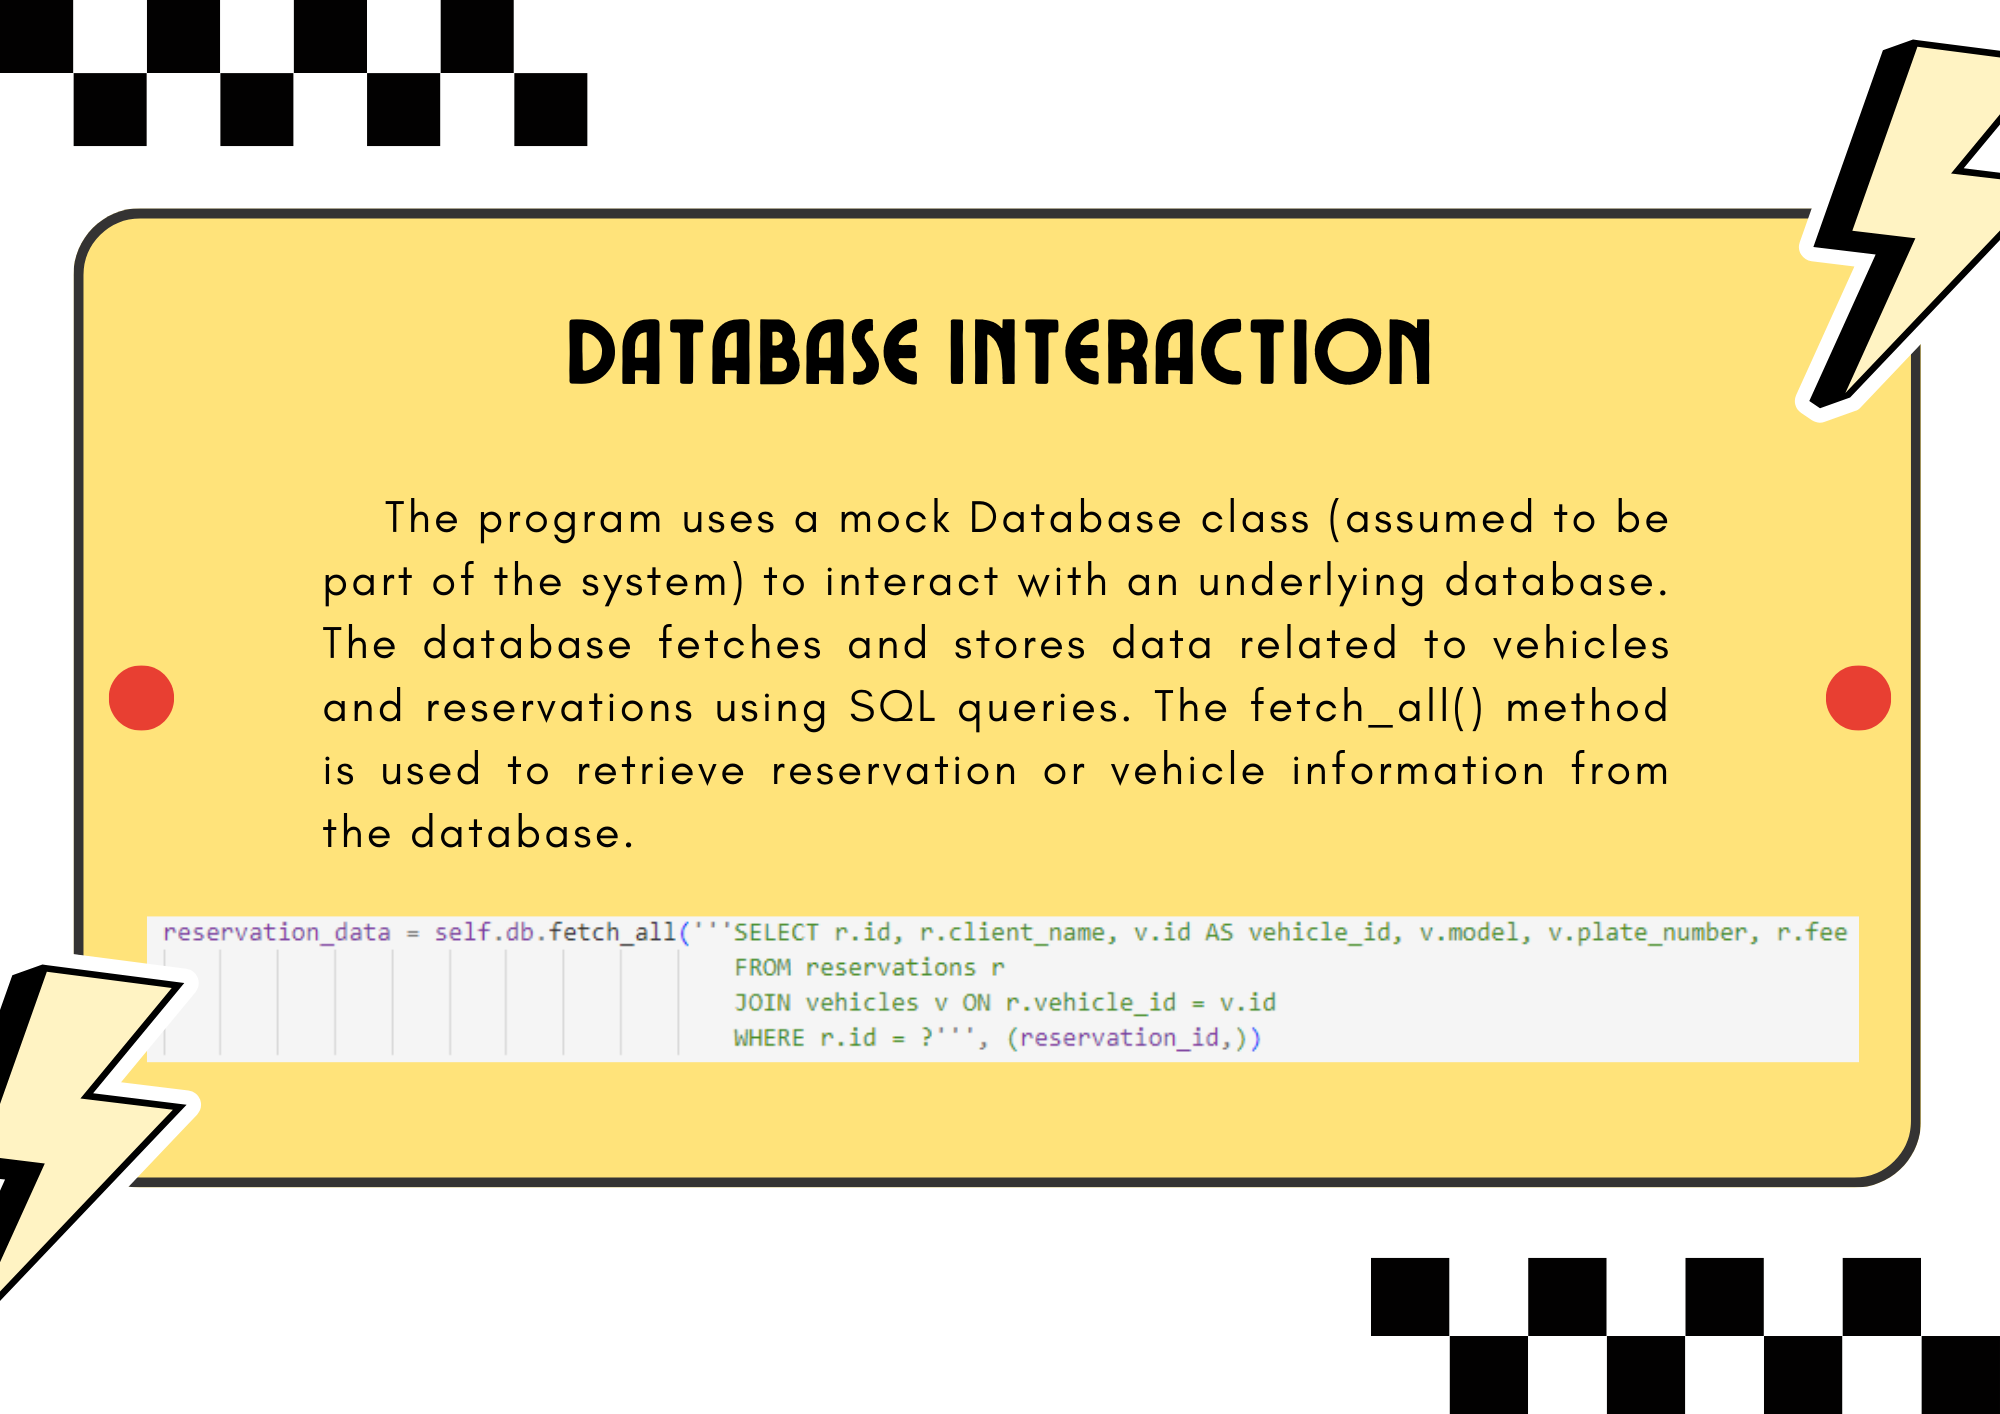 DATABASE INTERACTION
The program uses a mock Database class (assumed to be
part of the system) to interact with an underlying database.
The database fetches and stores data related to vehicles
and reservations using SQL queries. The fetch_all() method
is used to retrieve reservation or vehicle information from
the database.
reservation_data = self.db.fetch_all('''SELECT r.id, r.client_name, v.id AS vehicle_id, v.model, v.plate_number, r.fee
FROM reservations r
JOIN vehicles v ON r.vehicle_id = v.id
WHERE r.id = ?''', (reservation_id,))